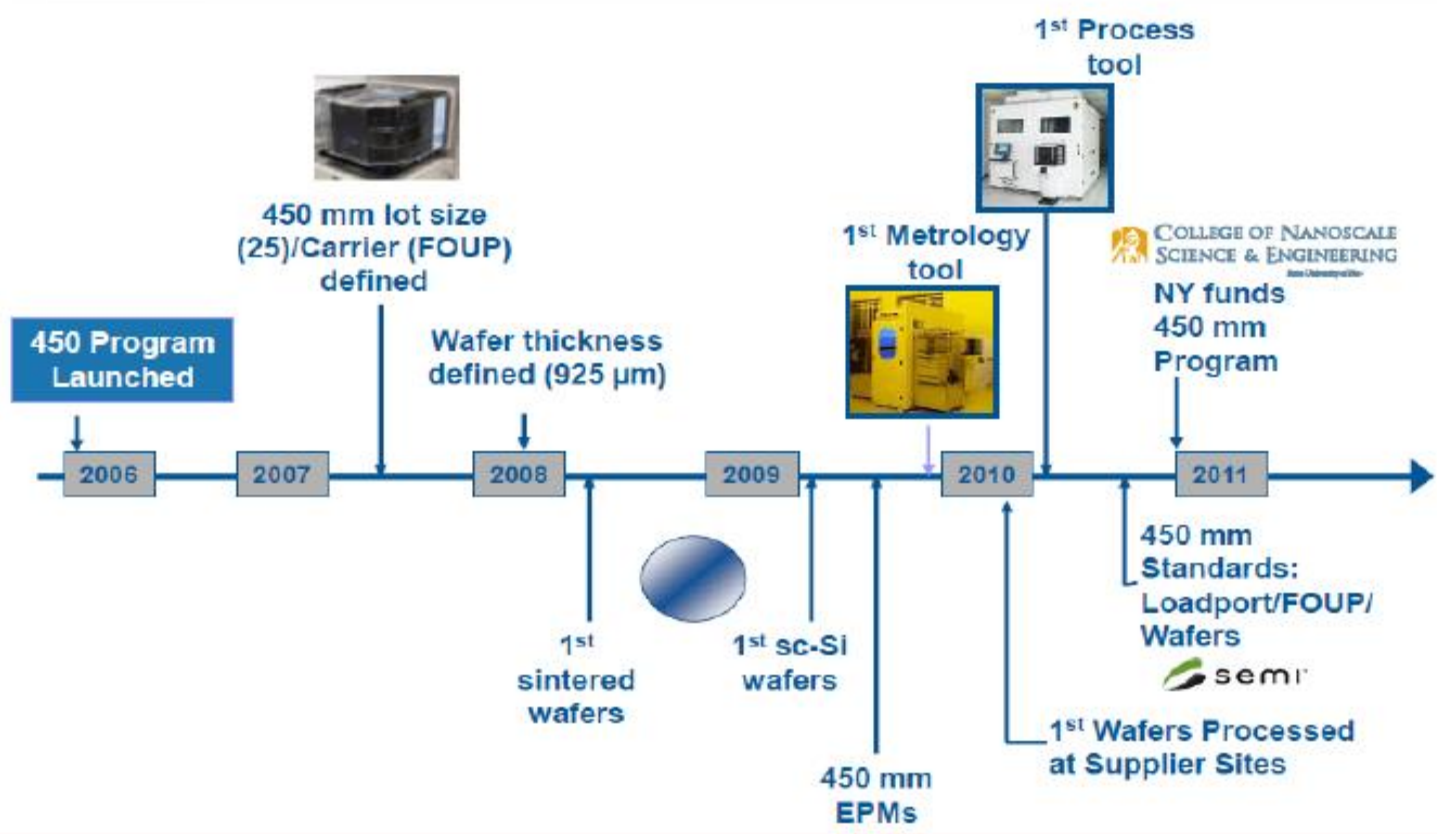 1st Process
tool
450 mm lot size
(25)/Carrier (FOUP)
defined
1st Metrology
tool
COLLEGE OF NANOSCALE
SCIENCE & ENGINEERING
NY funds
450 mm
Program
450 Program
Launched
Wafer thickness
defined (925 µm)
2006
2007
2008
2009
2010
2011
1st
sintered
wafers
1st sc-Si
wafers
450 mm
EPMs
450 mm
Standards:
Loadport/FOUP/
Wafers
semi
1st Wafers Processed
at Supplier Sites